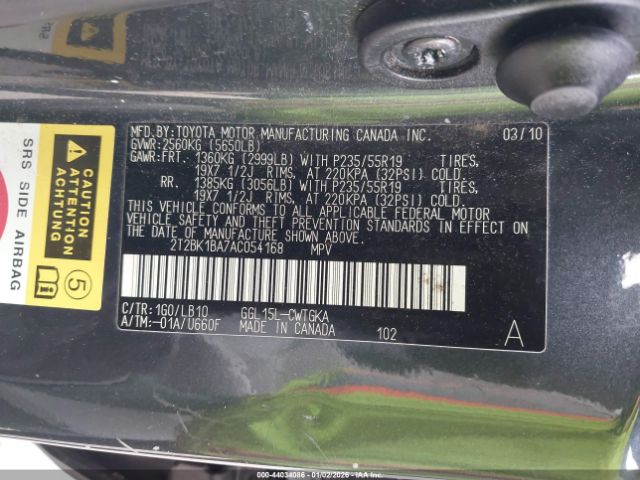 MFD.BY:TOYOTA MOTOR MANUFACTURING CANADA INC. 03/10
GVWR:2560KG (5650LB)
GAWR:FRT. 1360KG (2999LB) WITH P235/55R19 TIRES,
19X7 1/2J RIMS, AT 220KPA (32PSI) COLD.
RR. 1385KG (3056LB) WITH P235/55R19 TIRES,
19X7 1/2J RIMS, AT 220KPA (32PSI) COLD.
THIS VEHICLE CONFORMS TO ALL APPLICABLE FEDERAL MOTOR
VEHICLE SAFETY AND THEFT PREVENTION STANDARDS IN EFFECT ON
THE DATE OF MANUFACTURE SHOWN ABOVE.
2T2BK1BA7AC054168 MPV
C/TR:1G0/LB10 GGL15L-CWTGKA
A/TM:-01A/U660F MADE IN CANADA 102 A
SRS SIDE AIRBAG
CAUTION
ATTENTION
ACHTUNG
5
000-44034086 - 01/02/2026 - IAAI.COM